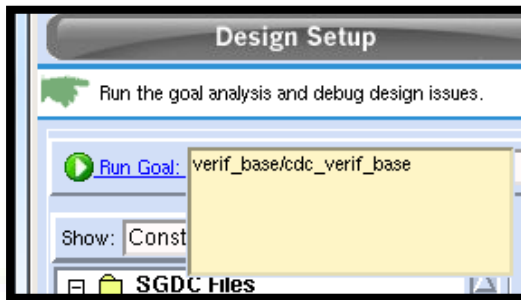 Design Setup
Run the goal analysis and debug design issues.
Run Goal: verif_base/cdc_verif_base
Show: Const
SGDC Files